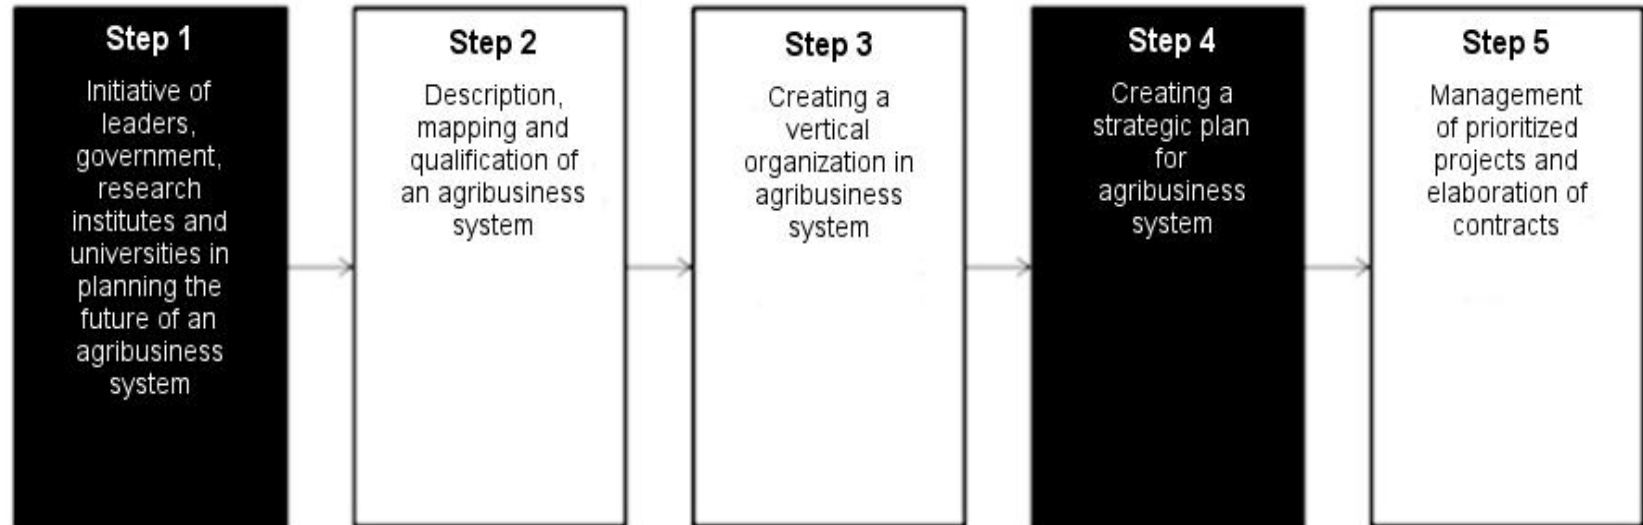 Step 1
Initiative of
leaders,
government,
research
institutes and
universities in
planning the
future of an
agribusiness
system
Step 2
Description,
mapping and
qualification of
an agribusiness
system
Step 3
Creating a
vertical
organization in
agribusiness
system
Step 4
Creating a
strategic plan
for
agribusiness
system
Step 5
Management
of prioritized
projects and
elaboration of
contracts